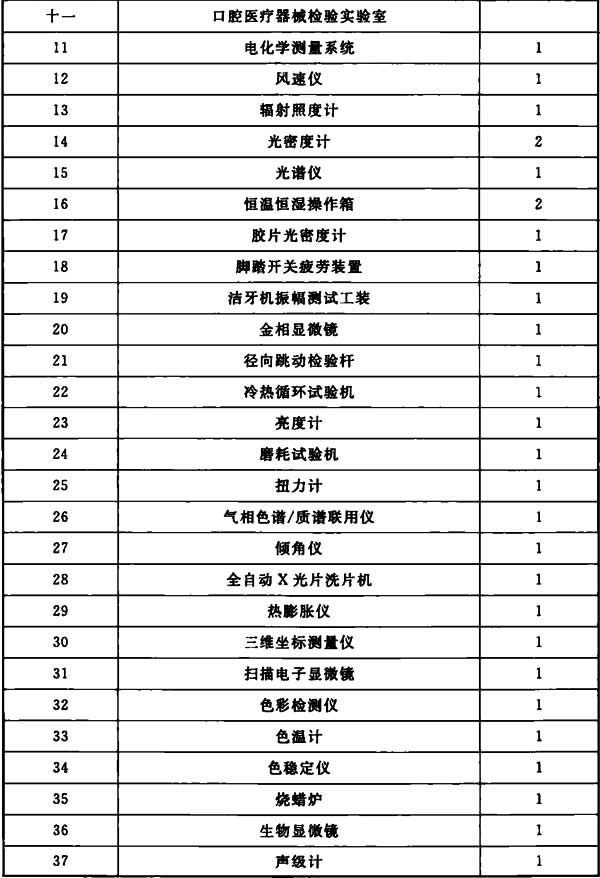 十一 口腔医疗器械检验实验室
11 电化学测量系统 1
12 风速仪 1
13 辐射照度计 1
14 光密度计 2
15 光谱仪 1
16 恒温恒湿操作箱 2
17 胶片光密度计 1
18 脚踏开关疲劳装置 1
19 洁牙机振幅测试工装 1
20 金相显微镜 1
21 径向跳动检验杆 1
22 冷热循环试验机 1
23 亮度计 1
24 磨耗试验机 1
25 扭力计 1
26 气相色谱/质谱联用仪 1
27 倾角仪 1
28 全自动 X 光片洗片机 1
29 热膨胀仪 1
30 三维坐标测量仪 1
31 扫描电子显微镜 1
32 色彩检测仪 1
33 色温计 1
34 色稳定仪 1
35 烧蜡炉 1
36 生物显微镜 1
37 声级计 1